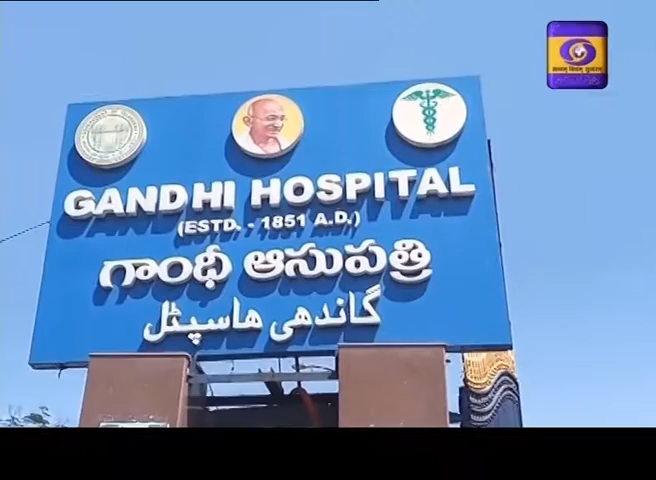 GANDHI HOSPITAL
(ESTD. - 1851 A.D.)
గాంధీ ఆసుపత్రి
گاندھی ہاسپٹل